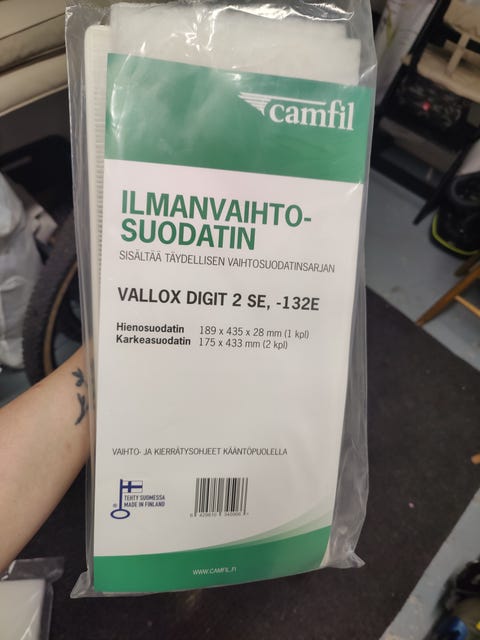 camfil
ILMANVAIHTO-
SUODATIN
SISÄLTÄÄ TÄYDELLISEN VAIHTOSUODATINSARJAN
VALLOX DIGIT 2 SE, -132E
Hienosuodatin 189 x 435 x 28 mm (1 kpl)
Karkeasuodatin 175 x 433 mm (2 kpl)
VAIHTO- JA KIERRÄTYSOHJEET KÄÄNTÖPUOLELLA
TEHTY SUOMESSA
MADE IN FINLAND
WWW.CAMFIL.FI